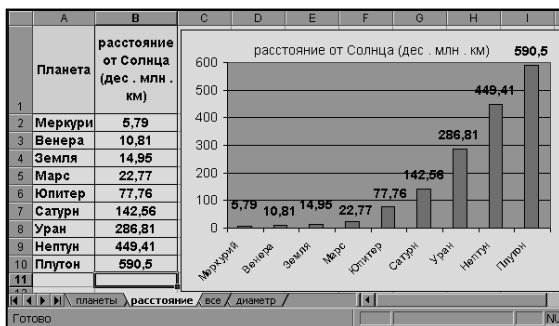 A B C D E F G H I
Планета
расстояние
от Солнца
(дес . млн .
км)
1
2 Меркури 5,79
3 Венера 10,81
4 Земля 14,95
5 Марс 22,77
6 Юпитер 77,76
7 Сатурн 142,56
8 Уран 286,81
9 Нептун 449,41
10 Плутон 590,5
11
расстояние от Солнца (дес . млн . км)
600
500
400
300
200
100
0
5,79 10,81 14,95 22,77 77,76 142,56 286,81 449,41 590,5
Меркурий Венера Земля Марс Юпитер Сатурн Уран Нептун Плутон
планеты расстояние все диаметр
Готово NU